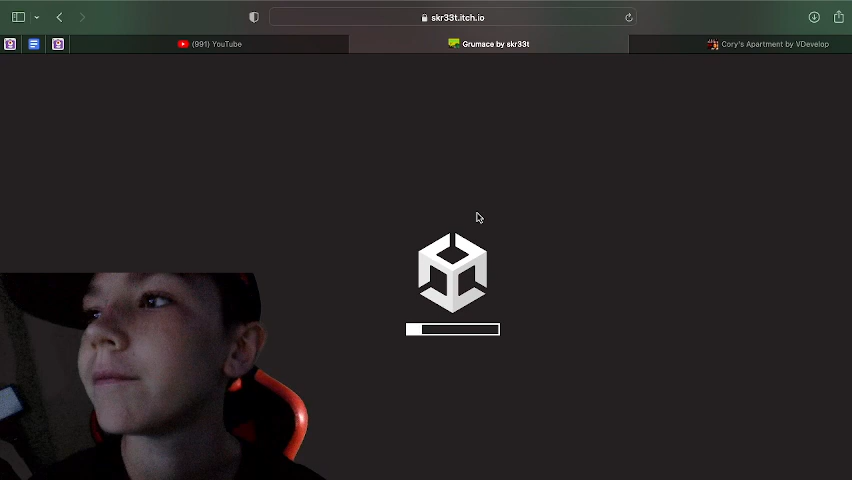 skr33t.itch.io
(991) YouTube
Grumace by skr33t
Cory's Apartment by VDevelop